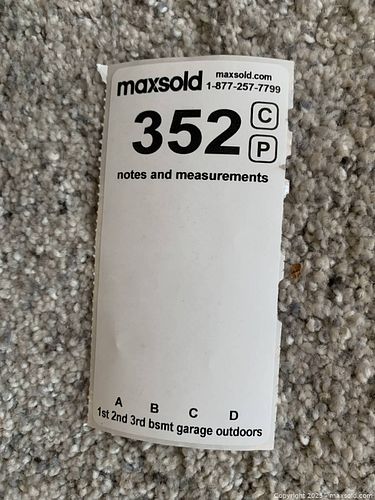 maxsold maxsold.com
1-877-257-7799
352 C
P
notes and measurements
A B C D
1st 2nd 3rd bsmt garage outdoors
Copyright 2025 - maxsold.com